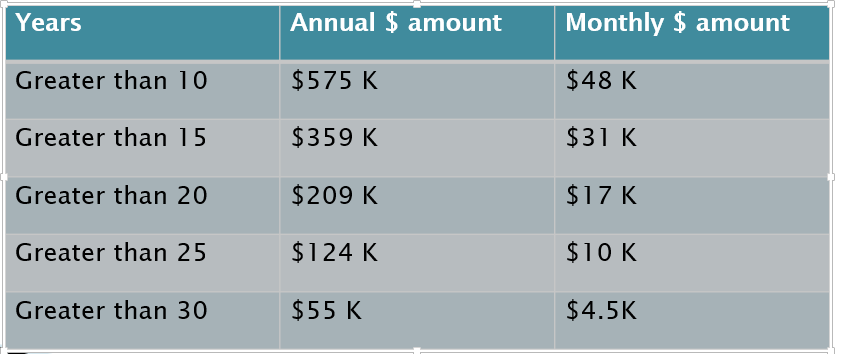 Years Annual $ amount Monthly $ amount
Greater than 10 $575 K $48 K
Greater than 15 $359 K $31 K
Greater than 20 $209 K $17 K
Greater than 25 $124 K $10 K
Greater than 30 $55 K $4.5K